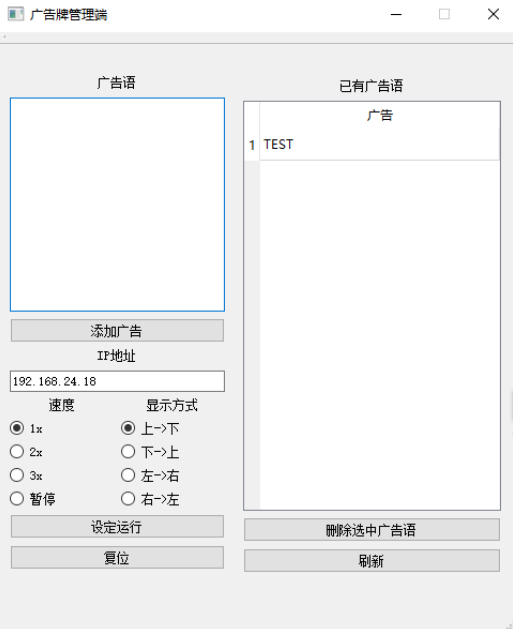 广告牌管理端
广告语
添加广告
IP地址
192.168.24.18
速度 显示方式
1x 上->下
2x 下->上
3x 左->右
暂停 右->左
设定运行
复位
已有广告语
广告
1 TEST
删除选中广告语
刷新